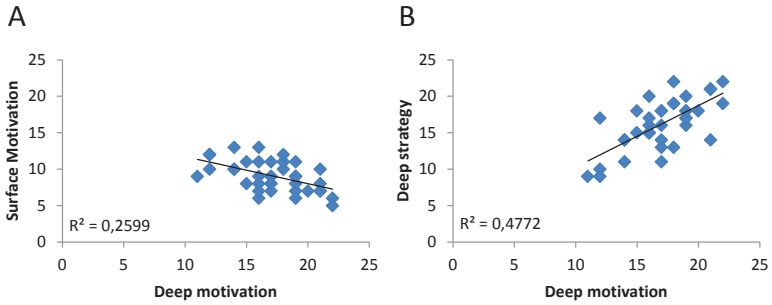 A
25
20
15
10
5
0
Surface Motivation
R² = 0,2599
0 5 10 15 20 25
Deep motivation
B
25
20
15
10
5
0
Deep strategy
R² = 0,4772
0 5 10 15 20 25
Deep motivation